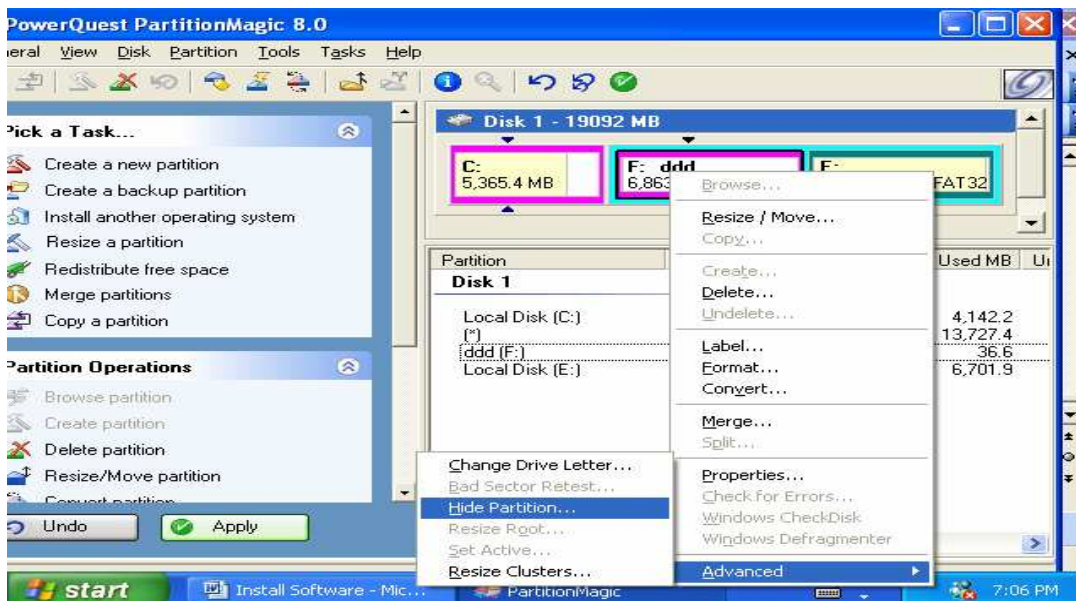 PowerQuest PartitionMagic 8.0
neral View Disk Partition Tools Tasks Help
Pick a Task...
Create a new partition
Create a backup partition
Install another operating system
Resize a partition
Redistribute free space
Merge partitions
Copy a partition
Partition Operations
Browse partition
Create partition
Delete partition
Resize/Move partition
Convert partition
Undo
Apply
Disk 1 - 19092 MB
C:
5,365.4 MB
F: ddd
6,863
E:
FAT32
Partition
Used MB
Disk 1
Local Disk (C:) 4,142.2
(*) 13,727.4
ddd (F:) 36.6
Local Disk (E:) 6,701.9
Browse...
Resize / Move...
Copy...
Create...
Delete...
Undelete...
Label...
Format...
Convert...
Merge...
Split...
Properties...
Check for Errors...
Windows CheckDisk
Windows Defragmenter
Advanced
Change Drive Letter...
Bad Sector Retest...
Hide Partition...
Resize Root...
Set Active...
Resize Clusters...
start
Install Software - Mic...
PartitionMagic
7:06 PM